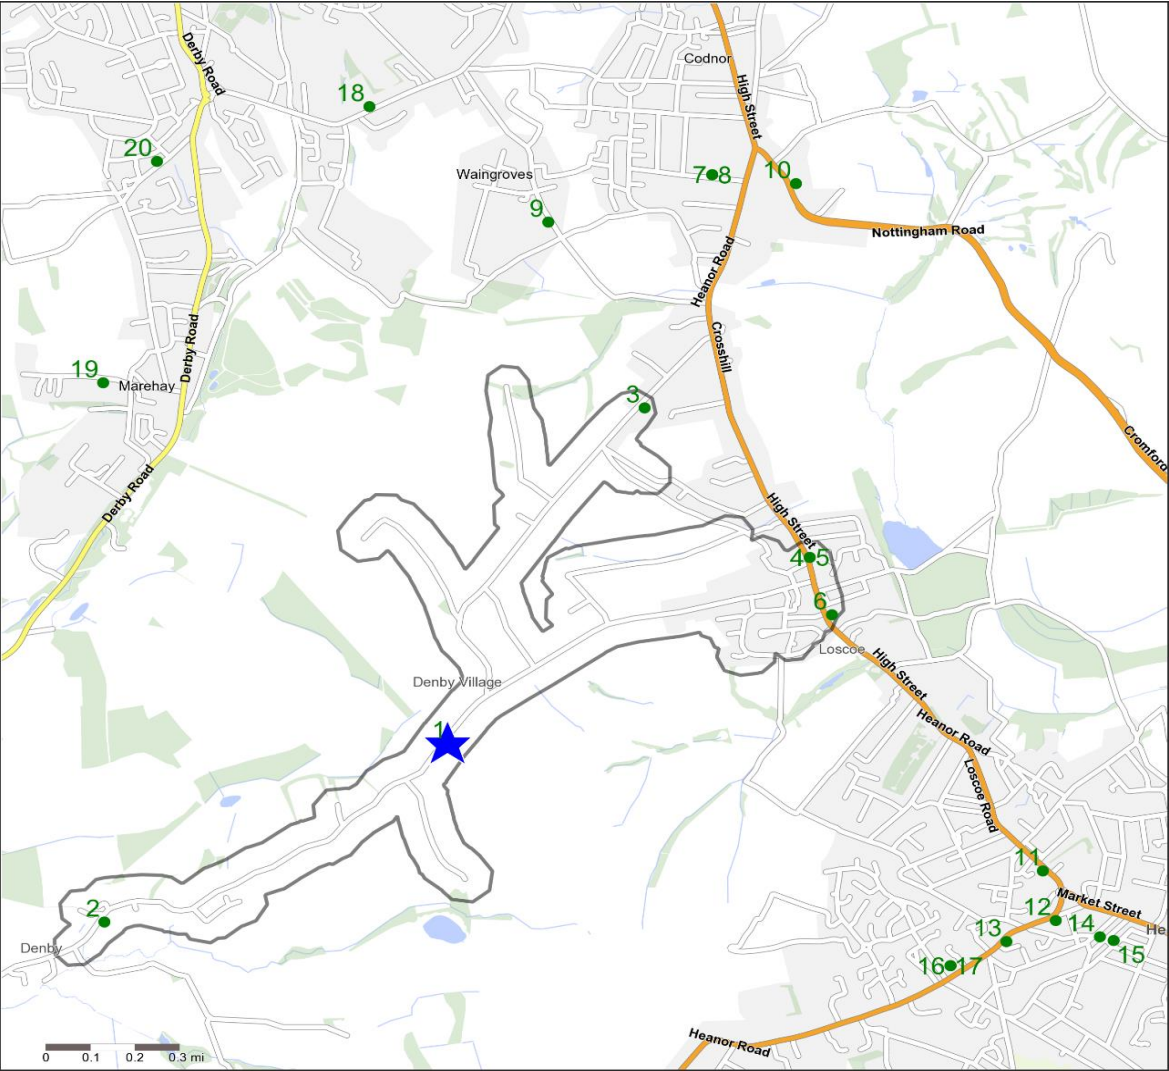 Codnor
Derby Road
High Street
18
20
7 8
10
Waingroves
9
Nottingham Road
Heanor Road
Crosshill
Derby Road
19
Marehay
3
Cromford
Derby Road
High Street
4 5
6
Loscoe
High Street
Denby Village
1
Heanor Road
Loscoe Road
11
Market Street
12
2
13
14
He
15
Denby
16 17
Heanor Road
0 0.1 0.2 0.3 mi